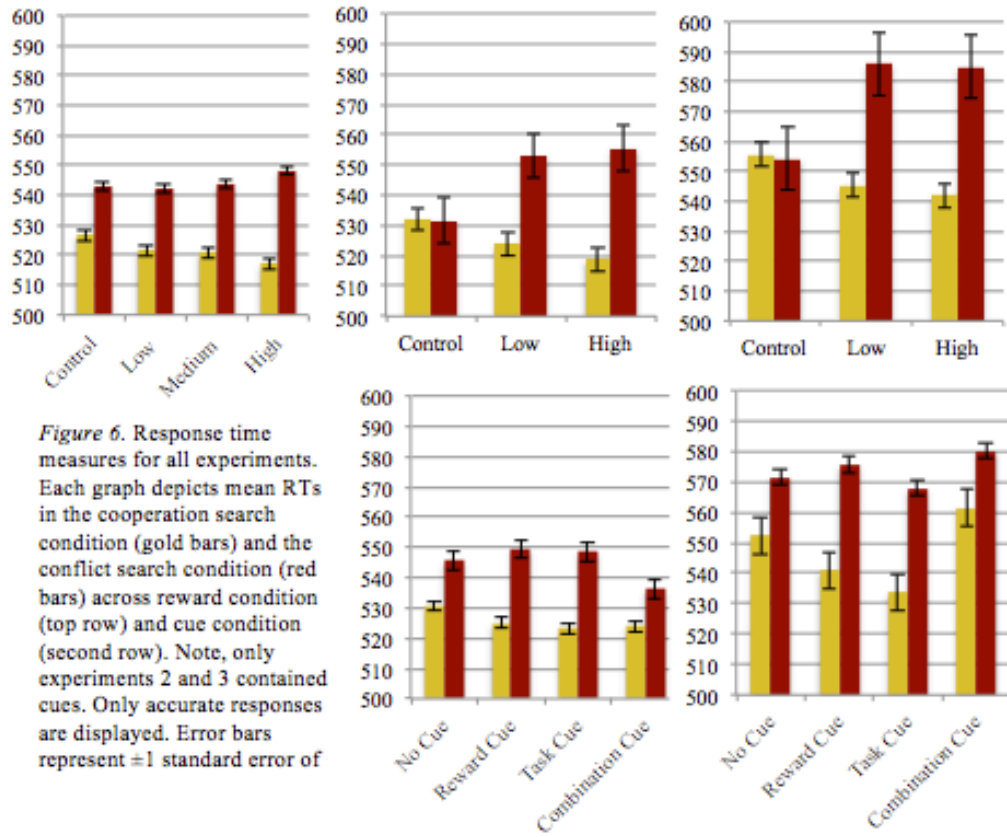 600
590
580
570
560
550
540
530
520
510
500
Control
Low
Medium
High
600
590
580
570
560
550
540
530
520
510
500
Control Low High
600
590
580
570
560
550
540
530
520
510
500
Control Low High
Figure 6. Response time
measures for all experiments.
Each graph depicts mean RTs
in the cooperation search
condition (gold bars) and the
conflict search condition (red
bars) across reward condition
(top row) and cue condition
(second row). Note, only
experiments 2 and 3 contained
cues. Only accurate responses
are displayed. Error bars
represent ±1 standard error of
600
590
580
570
560
550
540
530
520
510
500
No Cue
Reward Cue
Task Cue
Combination Cue
600
590
580
570
560
550
540
530
520
510
500
No Cue
Reward Cue
Task Cue
Combination Cue